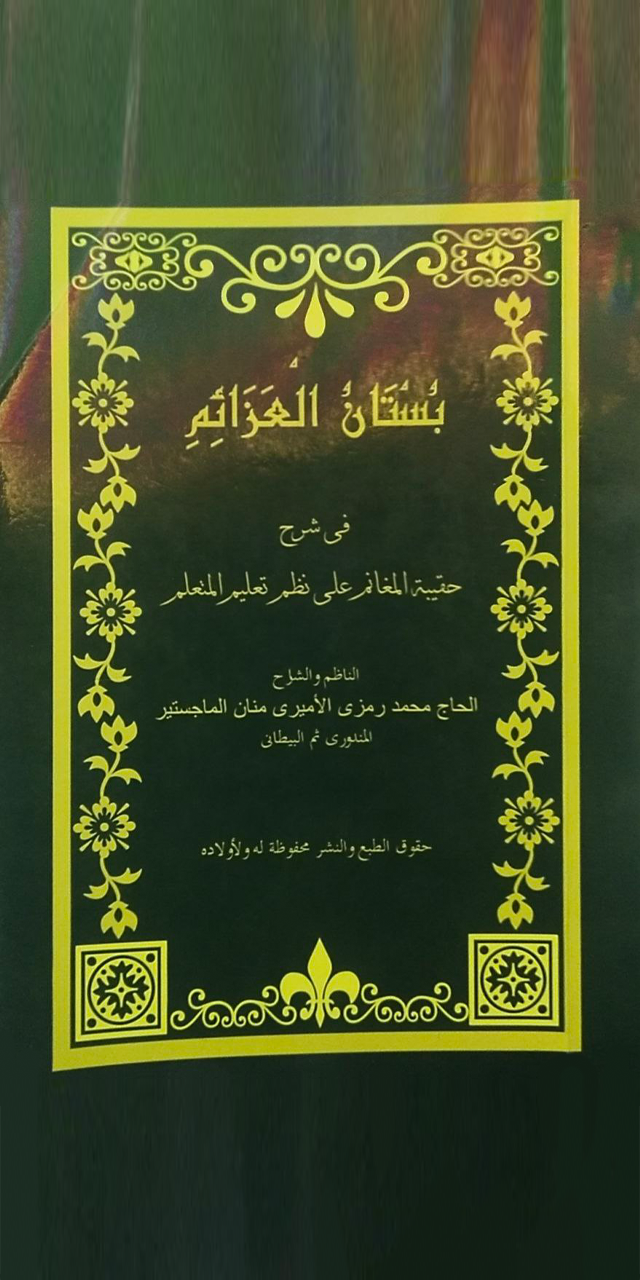 بُسْتَانُ الْعَزَائِمِ
فى شرح
حقيبة المغانم على نظم تعليم المتعلم
الناظم والشارح
الحاج محمد رمزى الأميرى منان الماجستير
المندورى ثم البيطانى
حقوق الطبع والنشر محفوظة له ولأولاده